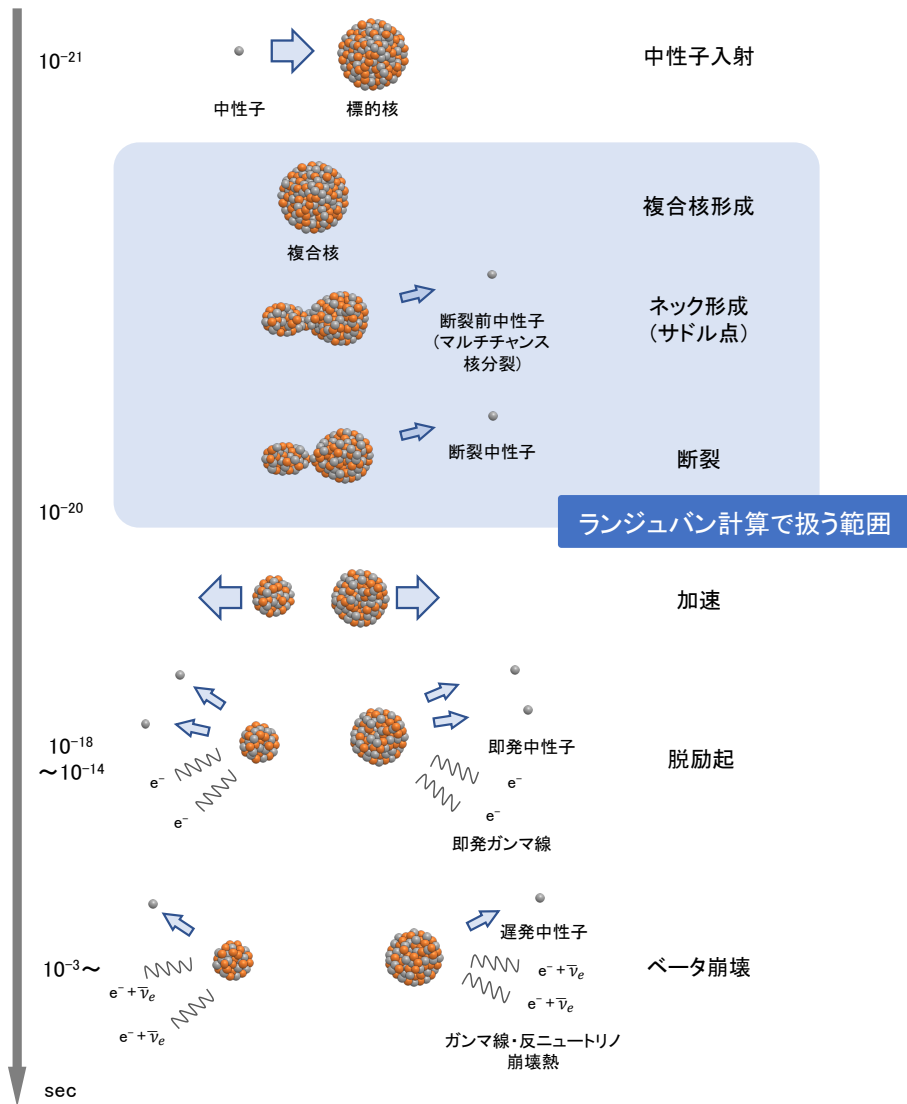 10⁻²¹
中性子
標的核
中性子入射
複合核
複合核形成
断裂前中性子
(マルチチャンス
核分裂)
ネック形成
(サドル点)
断裂中性子
断裂
10⁻²⁰
ランジュバン計算で扱う範囲
加速
10⁻¹⁸
～10⁻¹⁴
即発中性子
脱励起
e⁻
e⁻
e⁻
e⁻
即発ガンマ線
遅発中性子
10⁻³～
ベータ崩壊
e⁻ + ν̅ₑ
e⁻ + ν̅ₑ
e⁻ + ν̅ₑ
e⁻ + ν̅ₑ
ガンマ線・反ニュートリノ
崩壊熱
sec